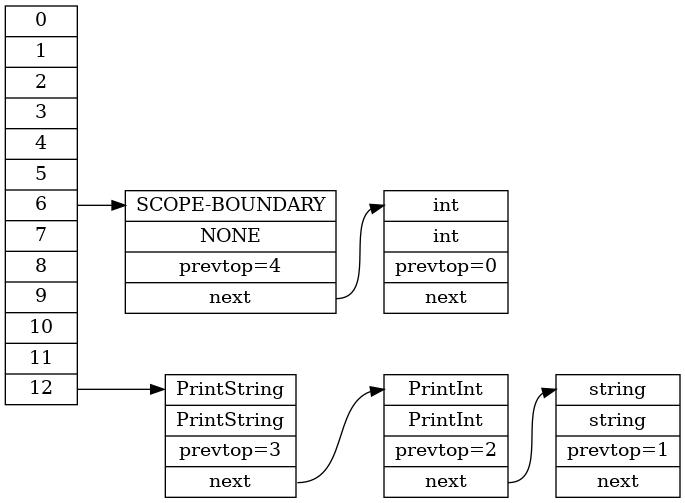 0
1
2
3
4
5
6
7
8
9
10
11
12
SCOPE-BOUNDARY
NONE
prevtop=4
next
int
int
prevtop=0
next
PrintString
PrintString
prevtop=3
next
PrintInt
PrintInt
prevtop=2
next
string
string
prevtop=1
next